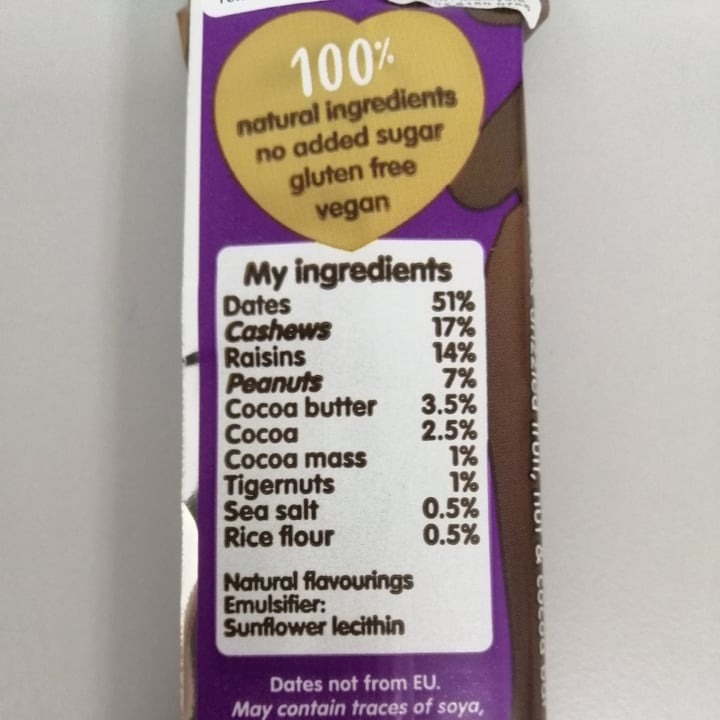 100%
natural ingredients
no added sugar
gluten free
vegan
My ingredients
Dates 51%
Cashews 17%
Raisins 14%
Peanuts 7%
Cocoa butter 3.5%
Cocoa 2.5%
Cocoa mass 1%
Tigernuts 1%
Sea salt 0.5%
Rice flour 0.5%
Natural flavourings
Emulsifier:
Sunflower lecithin
Dates not from EU.
May contain traces of soya,